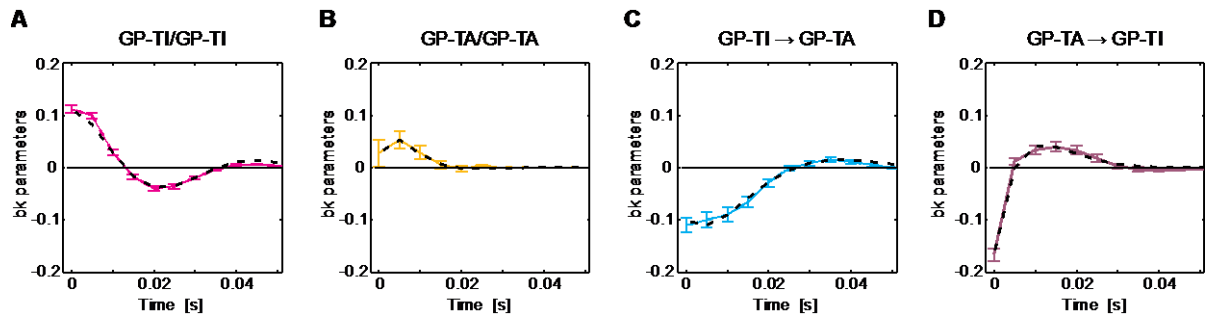 A
GP-TI/GP-TI
bk parameters
0.2
0.1
0
-0.1
-0.2
0
0.02
0.04
Time [s]
B
GP-TA/GP-TA
bk parameters
0.2
0.1
0
-0.1
-0.2
0
0.02
0.04
Time [s]
C
GP-TI → GP-TA
bk parameters
0.2
0.1
0
-0.1
-0.2
0
0.02
0.04
Time [s]
D
GP-TA → GP-TI
bk parameters
0.2
0.1
0
-0.1
-0.2
0
0.02
0.04
Time [s]